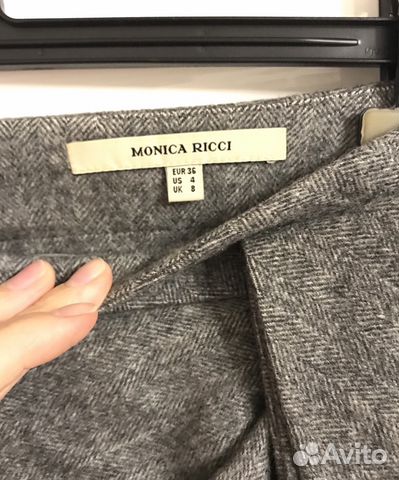 MONICA RICCI
EUR 36
US 4
UK 8
Avito